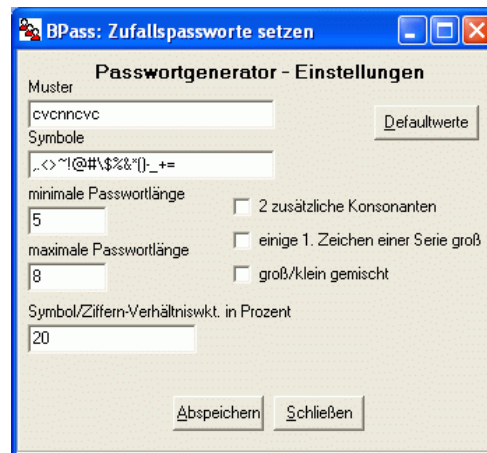 BPass: Zufallspassworte setzen
Passwortgenerator - Einstellungen
Muster
cvcnncvc
Defaultwerte
Symbole
,.<>~!@#\$%&*()-_+=
minimale Passwortlänge
5
2 zusätzliche Konsonanten
einige 1. Zeichen einer Serie groß
maximale Passwortlänge
8
groß/klein gemischt
Symbol/Ziffern-Verhältniswkt. in Prozent
20
Abspeichern
Schließen